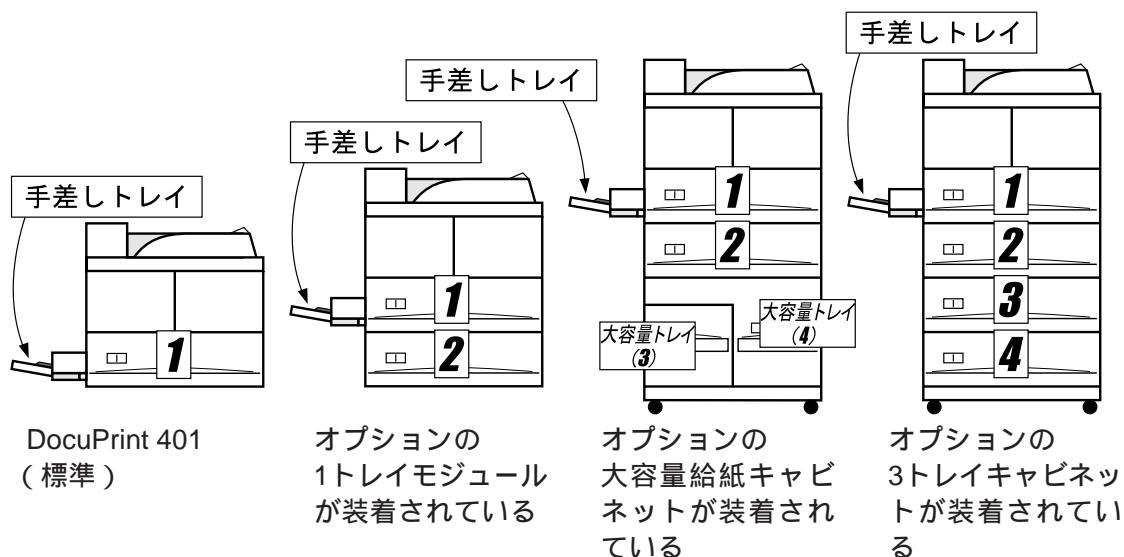 手差しトレイ
1
DocuPrint 401
（標準）
手差しトレイ
1
2
オプションの
1トレイモジュール
が装着されている
手差しトレイ
1
2
大容量トレイ
(3)
大容量トレイ
(4)
オプションの
大容量給紙キャビ
ネットが装着され
ている
手差しトレイ
1
2
3
4
オプションの
3トレイキャビネッ
トが装着されてい
る